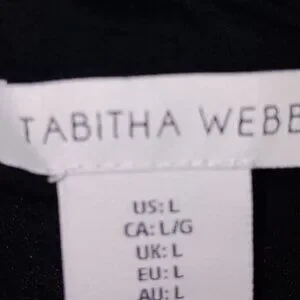 TABITHA WEBB
US: L
CA: L/G
UK: L
EU: L
AU: L